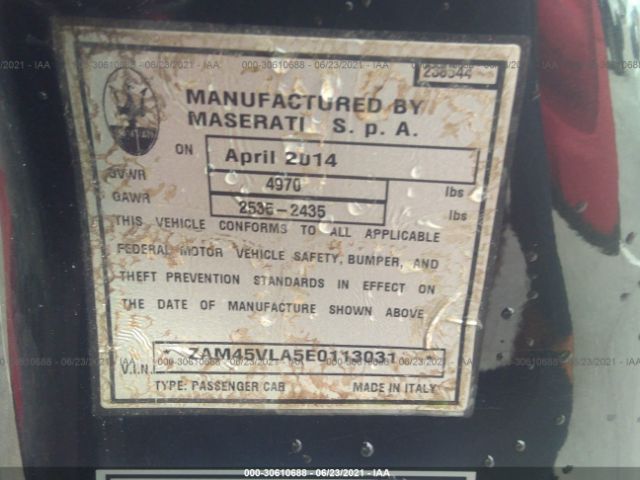 000-30610688 - 06/23/2021 - IAA
238544
MANUFACTURED BY
MASERATI S. p A.
ON April 2014
GVWR 4970 lbs
GAWR 2535-2435 lbs
THIS VEHICLE CONFORMS TO ALL APPLICABLE
FEDERAL MOTOR VEHICLE SAFETY, BUMPER, AND
THEFT PREVENTION STANDARDS IN EFFECT ON
THE DATE OF MANUFACTURE SHOWN ABOVE
V.I.N. * ZAM45VLA5E0113031 *
TYPE: PASSENGER CAR MADE IN ITALY
000-30610688 - 06/23/2021 - IAA